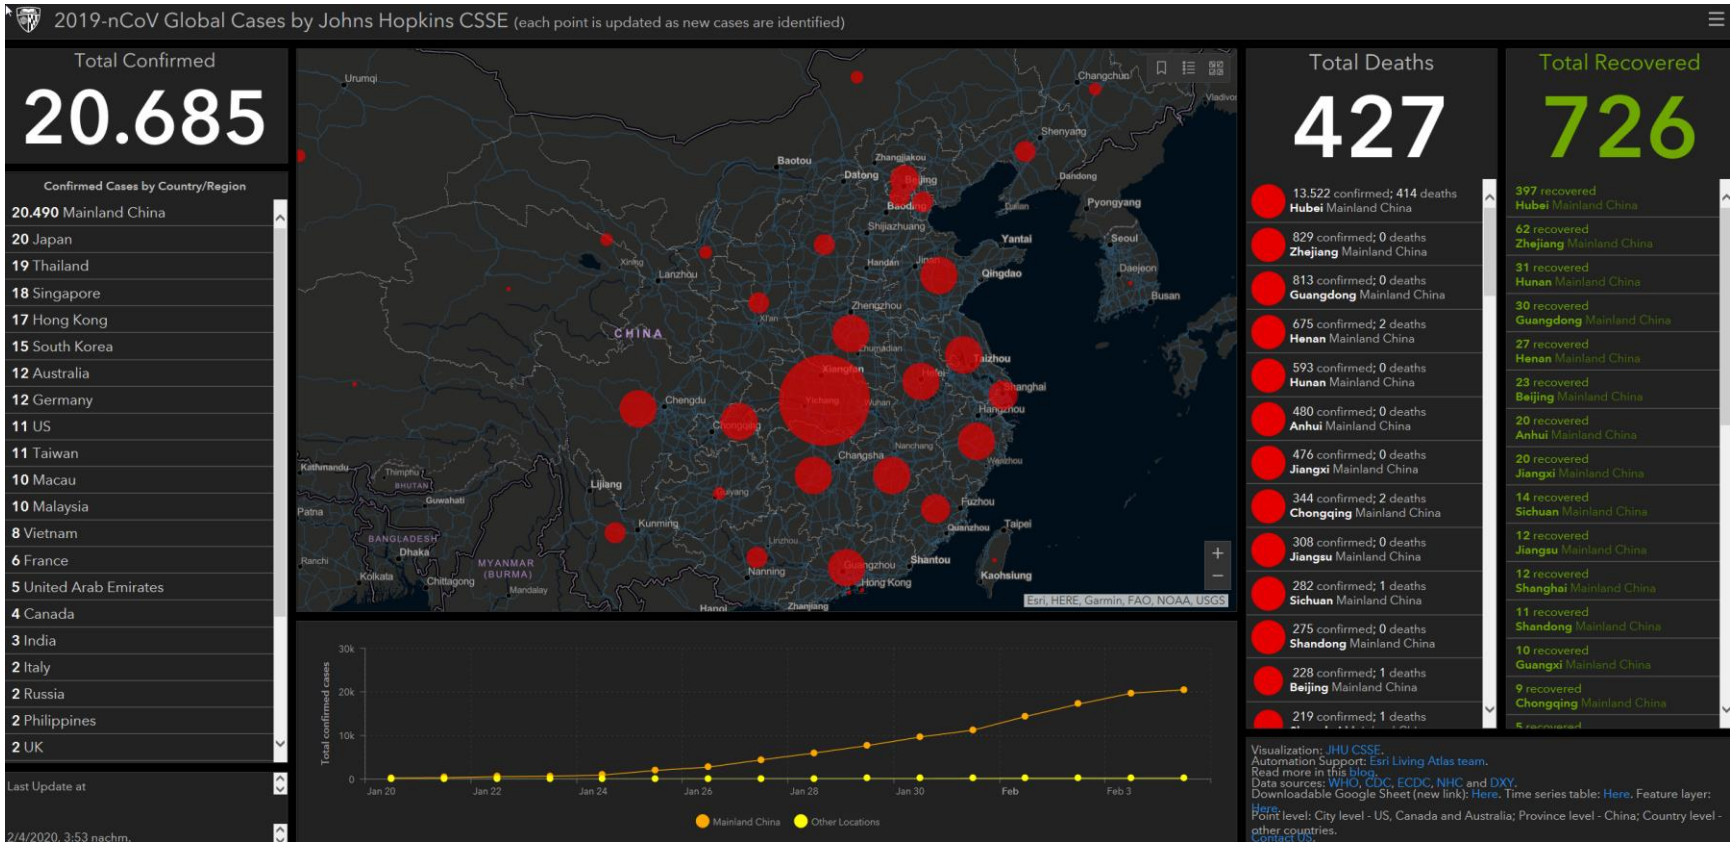 2019-nCoV Global Cases by Johns Hopkins CSSE (each point is updated as new cases are identified)
Total Confirmed
20.685
Confirmed Cases by Country/Region
20.490 Mainland China
20 Japan
19 Thailand
18 Singapore
17 Hong Kong
15 South Korea
12 Australia
12 Germany
11 US
11 Taiwan
10 Macau
10 Malaysia
8 Vietnam
6 France
5 United Arab Emirates
4 Canada
3 India
2 Italy
2 Russia
2 Philippines
2 UK
Last Update at
2/4/2020, 3:53 nachm.
Urumqi
Changchun
Shenyang
Baotou
Zhangjiakou
Datong
Beijing
Dandong
Baoding
Dalian
Pyongyang
Shijiazhuang
Yantai
Seoul
Xining
Lanzhou
Handan
Jinan
Qingdao
Daejeon
Busan
Zhengzhou
Xi'an
CHINA
Zhumadian
Taizhou
Xiangfan
Hefei
Shanghai
Chengdu
Yichang
Wuhan
Hangzhou
Chongqing
Nanchang
Changsha
Wenzhou
Kathmandu
Thimphu
BHUTAN
Lijiang
Guiyang
Guwahati
Patna
Fuzhou
Kunming
Quanzhou
Taipei
BANGLADESH
Liuzhou
Dhaka
Ranchi
MYANMAR
(BURMA)
Nanning
Guangzhou
Shantou
Kolkata
Chittagong
Mandalay
Hong Kong
Kaohsiung
Hanoi
Zhanjiang
+
−
Esri, HERE, Garmin, FAO, NOAA, USGS
Total confirmed cases
30k
20k
10k
0
Jan 20
Jan 22
Jan 24
Jan 26
Jan 28
Jan 30
Feb
Feb 3
Mainland China
Other Locations
Total Deaths
427
13.522 confirmed; 414 deaths
Hubei Mainland China
829 confirmed; 0 deaths
Zhejiang Mainland China
813 confirmed; 0 deaths
Guangdong Mainland China
675 confirmed; 2 deaths
Henan Mainland China
593 confirmed; 0 deaths
Hunan Mainland China
480 confirmed; 0 deaths
Anhui Mainland China
476 confirmed; 0 deaths
Jiangxi Mainland China
344 confirmed; 2 deaths
Chongqing Mainland China
308 confirmed; 0 deaths
Jiangsu Mainland China
282 confirmed; 1 deaths
Sichuan Mainland China
275 confirmed; 0 deaths
Shandong Mainland China
228 confirmed; 1 deaths
Beijing Mainland China
219 confirmed; 1 deaths
Total Recovered
726
397 recovered
Hubei Mainland China
62 recovered
Zhejiang Mainland China
31 recovered
Hunan Mainland China
30 recovered
Guangdong Mainland China
27 recovered
Henan Mainland China
23 recovered
Beijing Mainland China
20 recovered
Anhui Mainland China
20 recovered
Jiangxi Mainland China
14 recovered
Sichuan Mainland China
12 recovered
Jiangsu Mainland China
12 recovered
Shanghai Mainland China
11 recovered
Shandong Mainland China
10 recovered
Guangxi Mainland China
9 recovered
Chongqing Mainland China
5 recovered
Visualization: JHU CSSE.
Automation Support: Esri Living Atlas team.
Read more in this blog.
Data sources: WHO, CDC, ECDC, NHC and DXY.
Downloadable Google Sheet (new link): Here. Time series table: Here. Feature layer:
Here.
Point level: City level - US, Canada and Australia; Province level - China; Country level -
other countries.
Contact US.